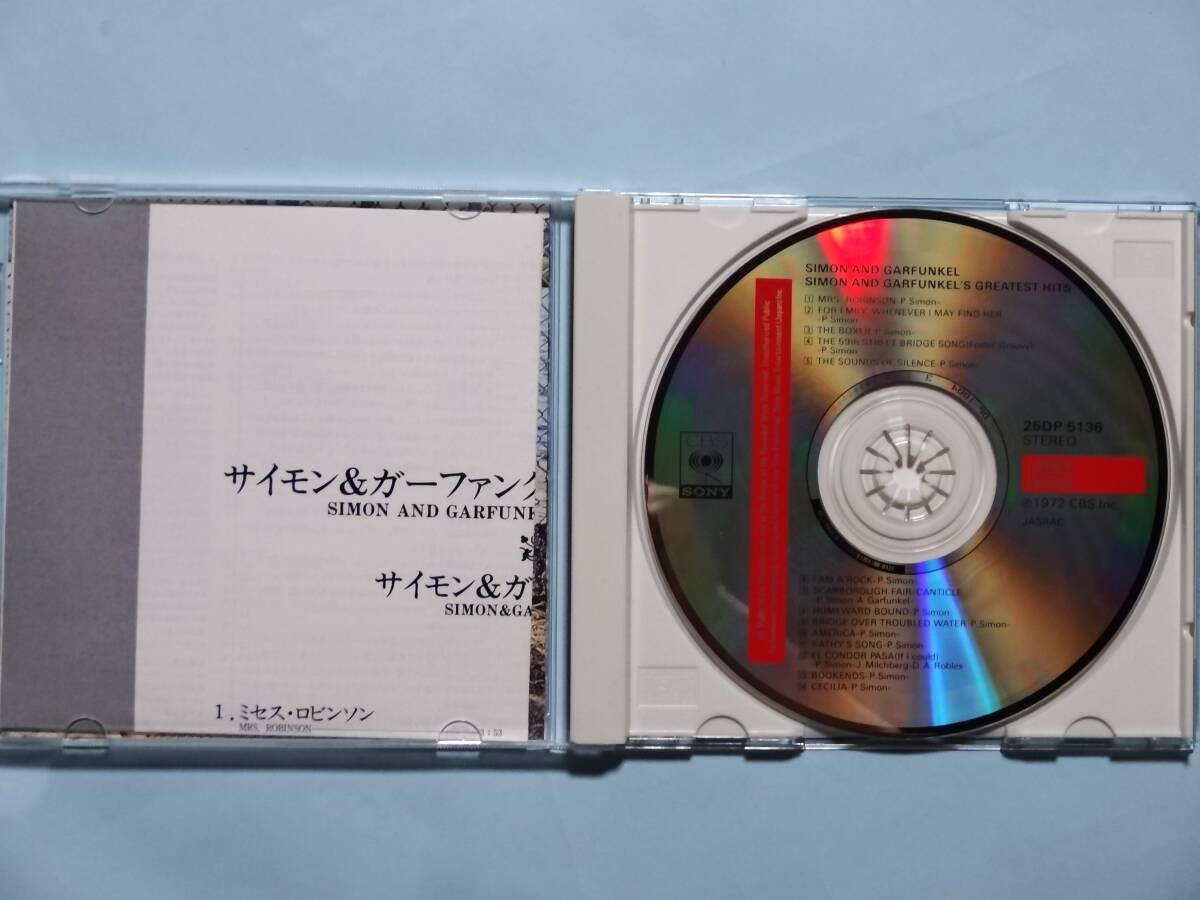 サイモン&ガーファンク
SIMON AND GARFUNK
サイモン&ガ
SIMON&GA
1.ミセス・ロビンソン
MRS. ROBINSON
3:53
SIMON AND GARFUNKEL
SIMON AND GARFUNKEL'S GREATEST HITS
1 MRS. ROBINSON-P. Simon-
2 FOR EMILY, WHENEVER I MAY FIND HER
-P. Simon-
3 THE BOXER-P. Simon-
4 THE 59th STREET BRIDGE SONG(Feelin' Groovy)
-P. Simon-
5 THE SOUNDS OF SILENCE-P. Simon-
CBS
SONY
25DP 5136
STEREO
℗1972 CBS Inc.
JASRAC
I AM A ROCK-P. Simon-
SCARBOROUGH FAIR/CANTICLE
-P. Simon-A. Garfunkel-
HOMEWARD BOUND-P. Simon-
BRIDGE OVER TROUBLED WATER-P. Simon-
AMERICA-P. Simon-
KATHY'S SONG-P. Simon-
EL CONDOR PASA(If I could)
-P. Simon-J. Milchberg-D. A. Robles-
13 BOOKENDS-P. Simon-
14 CECILIA-P. Simon-